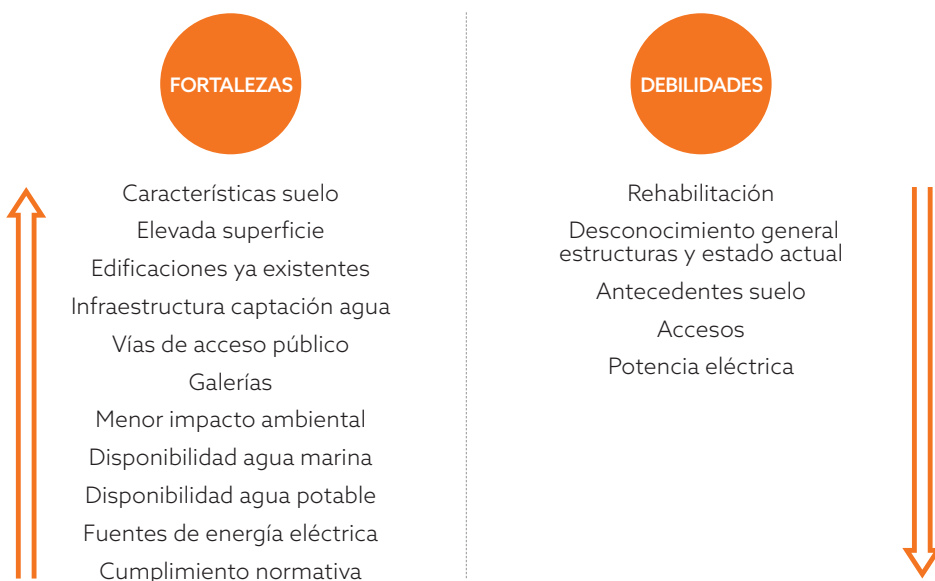 FORTALEZAS
Características suelo
Elevada superficie
Edificaciones ya existentes
Infraestructura captación agua
Vías de acceso público
Galerías
Menor impacto ambiental
Disponibilidad agua marina
Disponibilidad agua potable
Fuentes de energía eléctrica
Cumplimiento normativa
DEBILIDADES
Rehabilitación
Desconocimiento general
estructuras y estado actual
Antecedentes suelo
Accesos
Potencia eléctrica